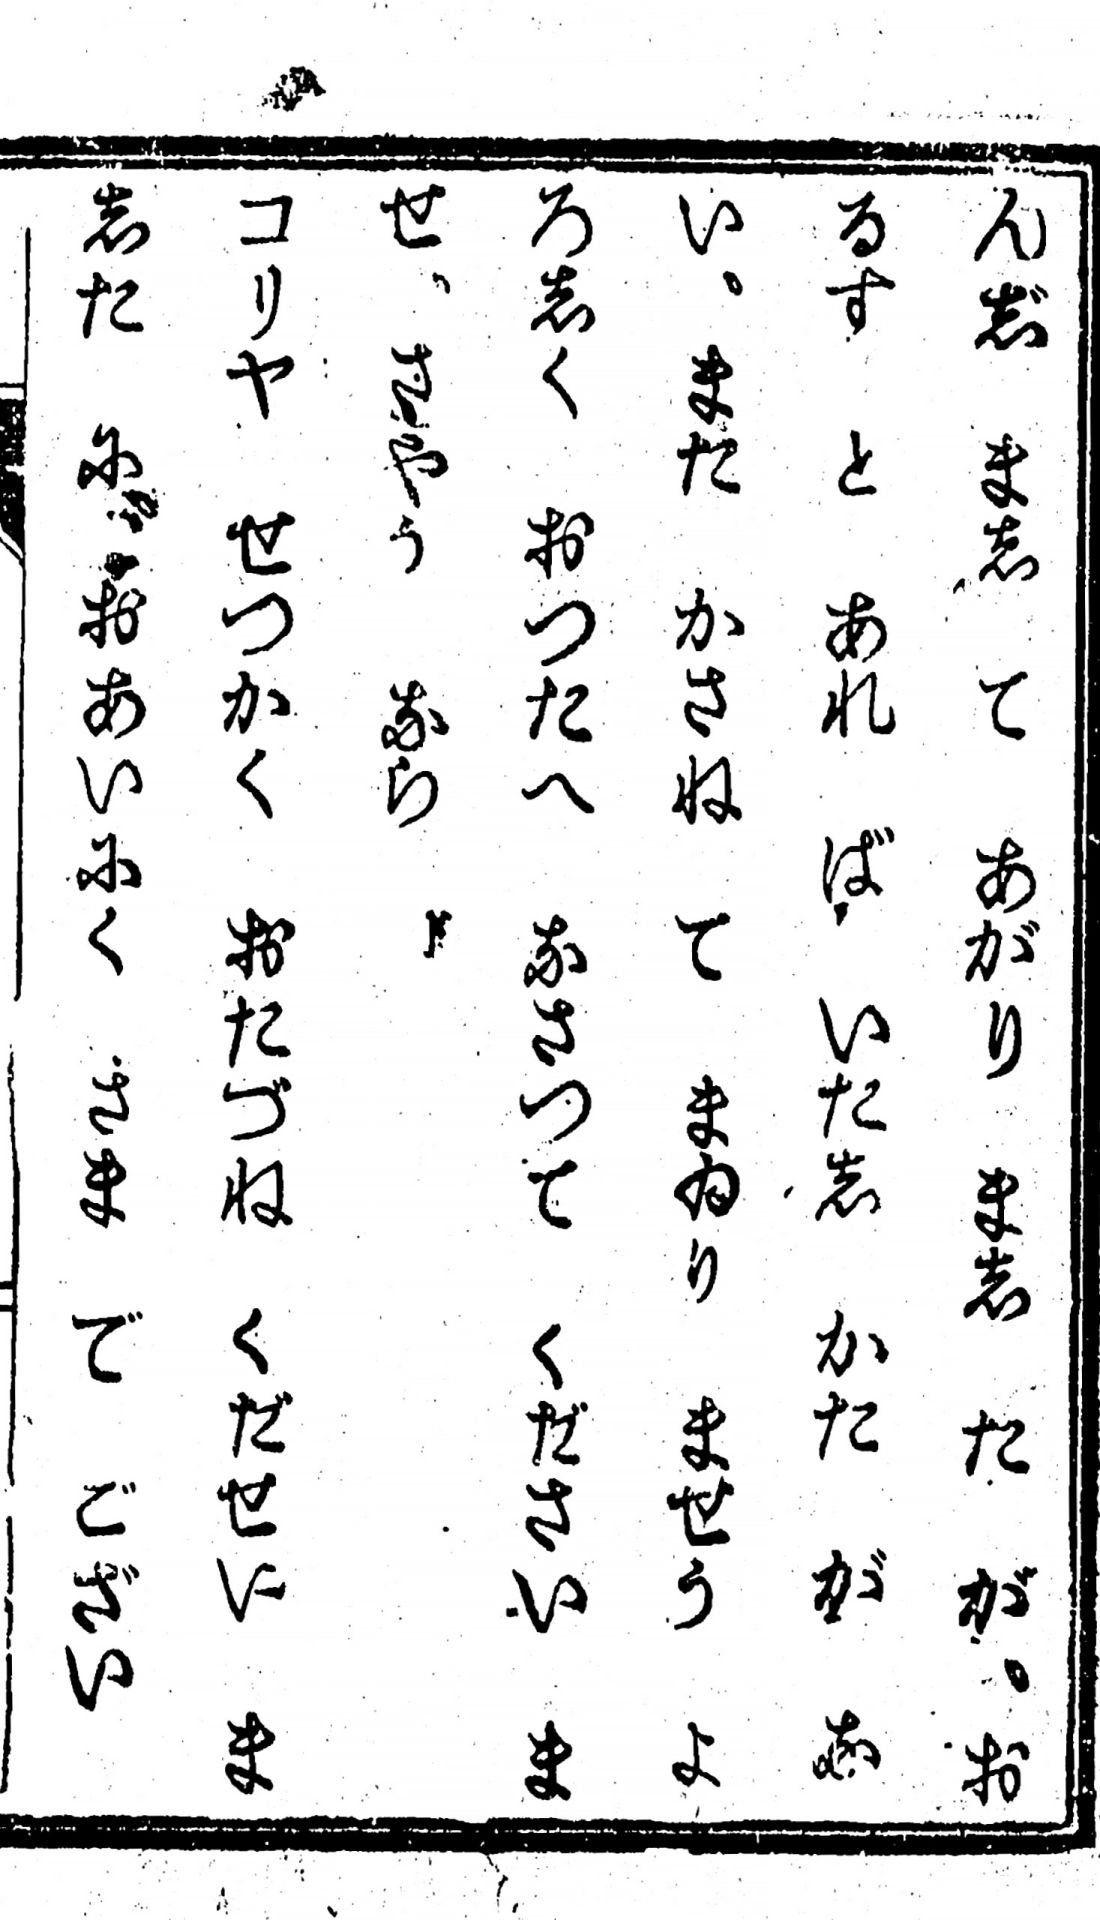 んじ まし て あがり まし た が。お
るす と あれ ば、 いたし かた が な
い。 また かさね て まゐり ませう よ
ろしく おつたへ なさつて ください ま
せ、 さやう なら
コリヤ せつかく おたづね くだせい ま
した に、おあいにく さま で ござい